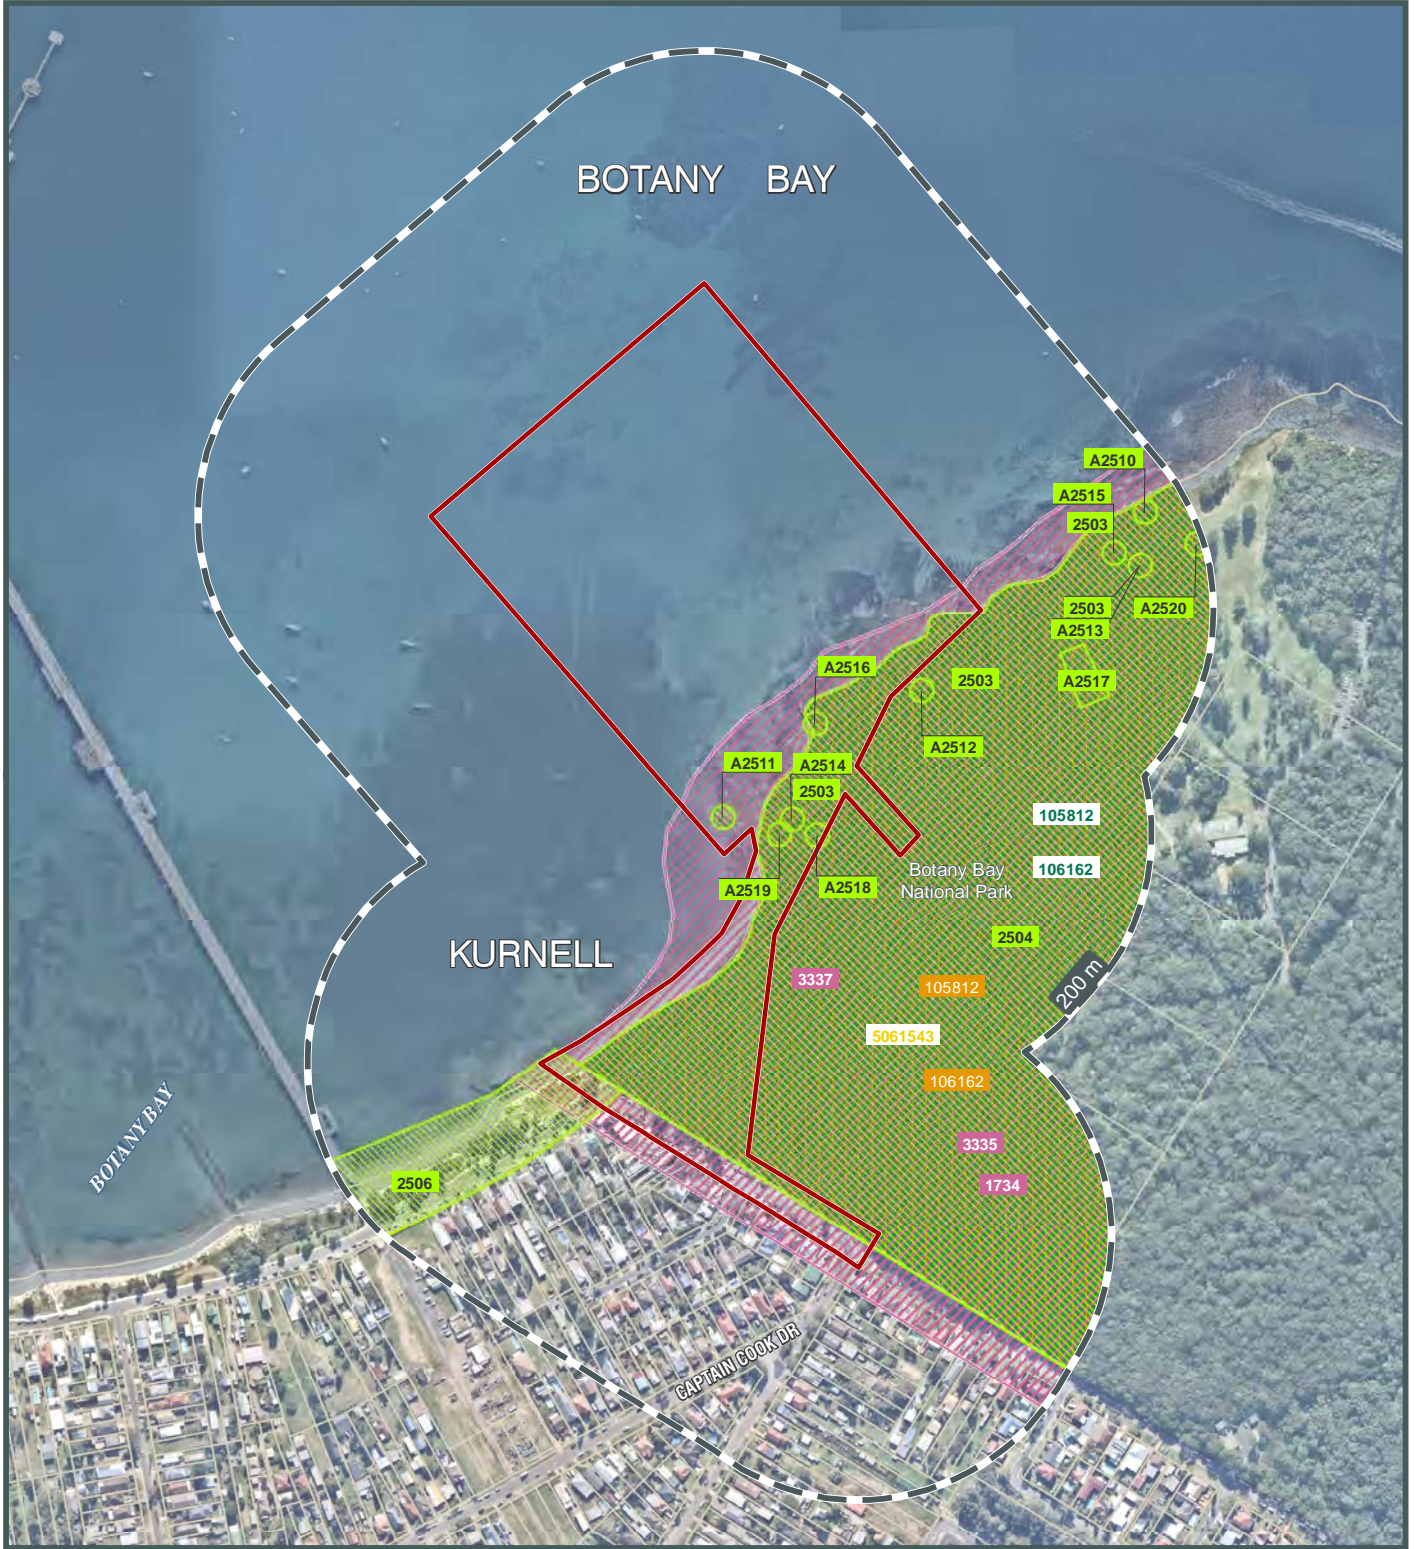 BOTANY BAY
A2510
A2515
2503
2503
A2520
A2513
A2516
2503
A2517
A2512
A2511
A2514
2503
105812
106162
Botany Bay
National Park
A2519
A2518
2504
KURNELL
3337
105812
200 m
5061543
106162
BOTANY BAY
3335
2506
1734
CAPTAIN COOK DR